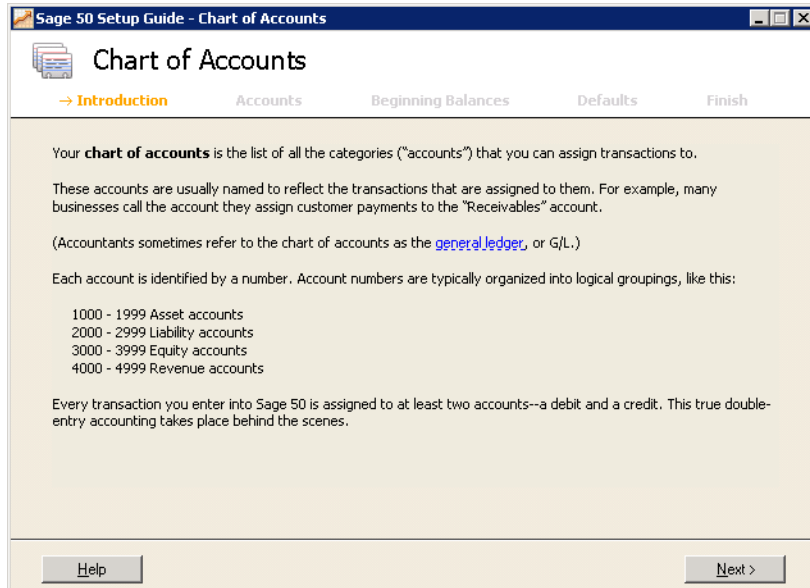 Sage 50 Setup Guide - Chart of Accounts
Chart of Accounts
→ Introduction Accounts Beginning Balances Defaults Finish
Your chart of accounts is the list of all the categories ("accounts") that you can assign transactions to.
These accounts are usually named to reflect the transactions that are assigned to them. For example, many
businesses call the account they assign customer payments to the "Receivables" account.
(Accountants sometimes refer to the chart of accounts as the general ledger, or G/L.)
Each account is identified by a number. Account numbers are typically organized into logical groupings, like this:
1000 - 1999 Asset accounts
2000 - 2999 Liability accounts
3000 - 3999 Equity accounts
4000 - 4999 Revenue accounts
Every transaction you enter into Sage 50 is assigned to at least two accounts--a debit and a credit. This true double-
entry accounting takes place behind the scenes.
Help Next >